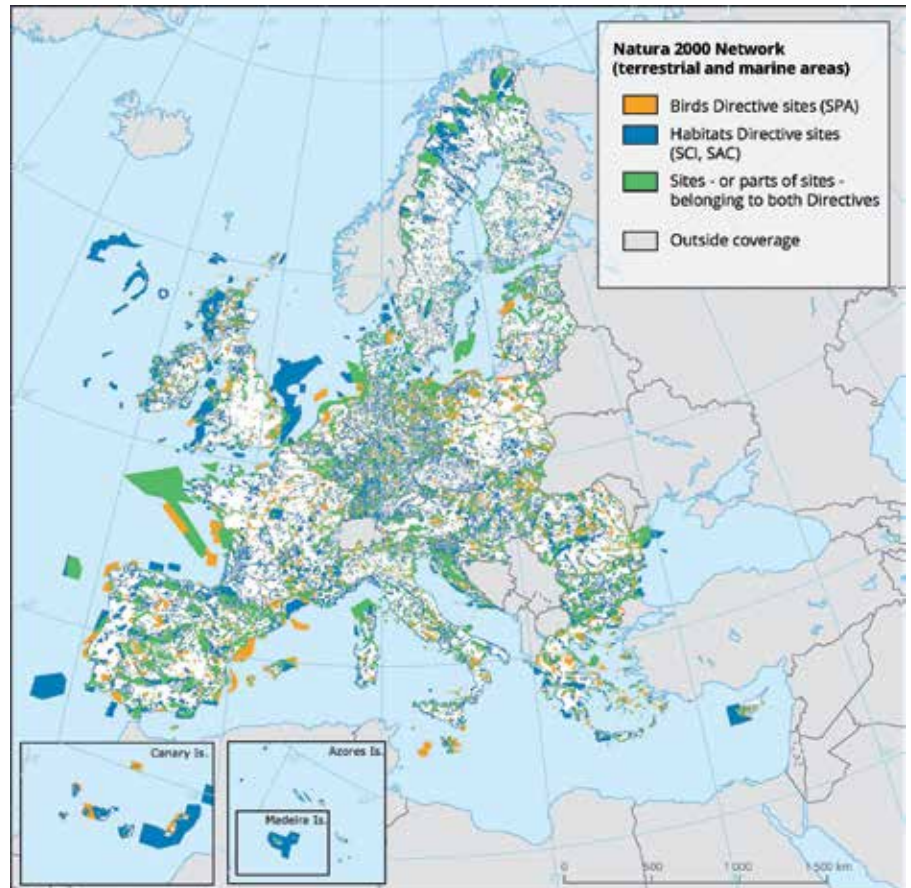 Natura 2000 Network
(terrestrial and marine areas)
Birds Directive sites (SPA)
Habitats Directive sites
(SCI, SAC)
Sites - or parts of sites -
belonging to both Directives
Outside coverage
Canary Is.
Azores Is.
Madeira Is.
0 500 1 000 1 500 km